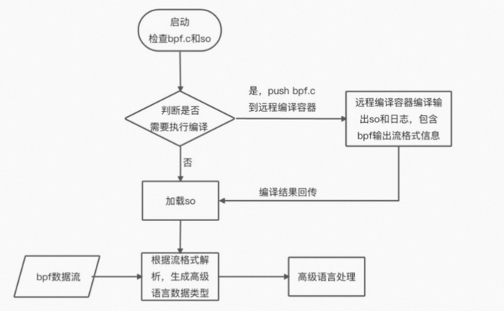 启动
检查bpf.c和so
判断是否
需要执行编译
是，push bpf.c
到远程编译容器
远程编译容器编译输
出so和日志，包含
bpf输出流格式信息
否
加载so
编译结果回传
bpf数据流
根据流格式解
析，生成高级
语言数据类型
高级语言处理